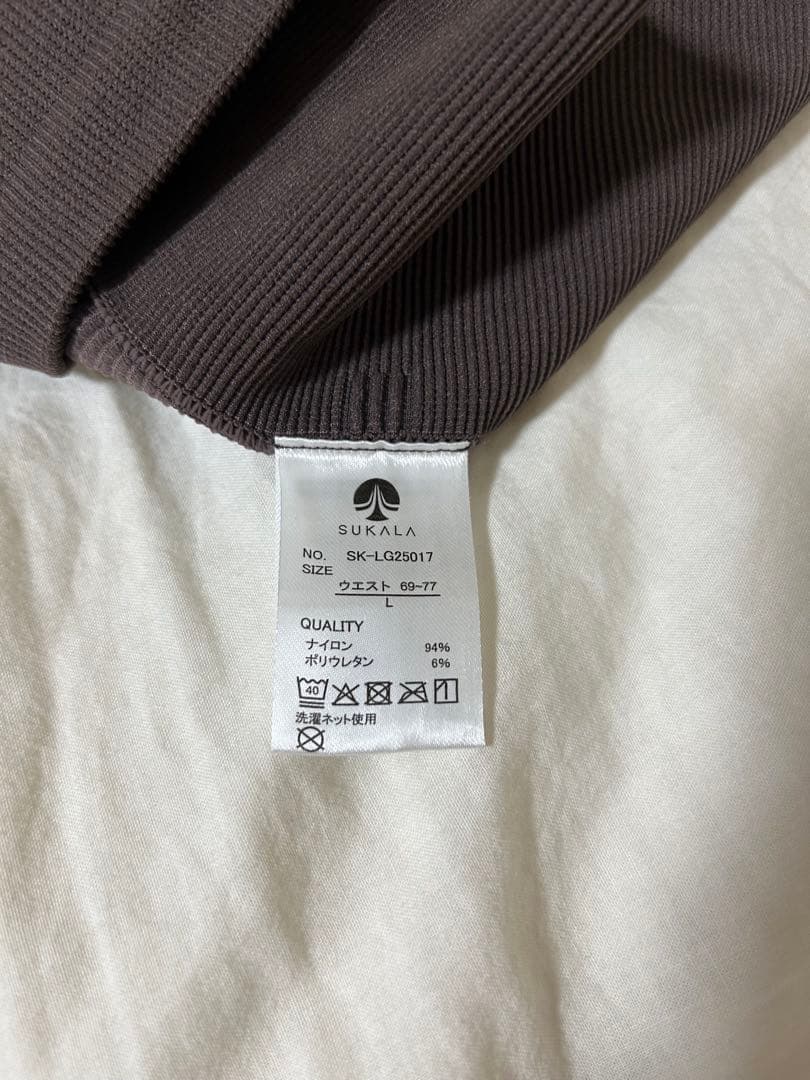 SUKALA
NO. SK-LG25017
SIZE
ウエスト 69~77
L
QUALITY
ナイロン 94%
ポリウレタン 6%
40
洗濯ネット使用